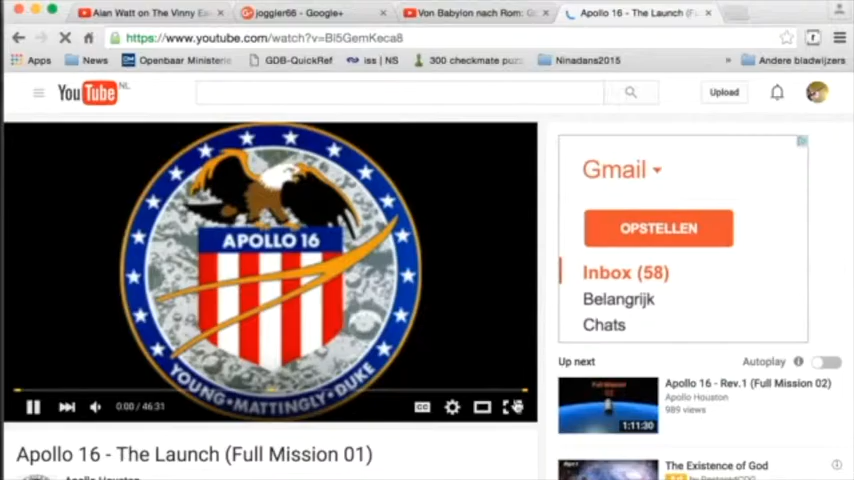 Alan Watt on The Vinny Ea
joggler66 - Google+
Von Babylon nach Rom: G
Apollo 16 - The Launch (Fu
https://www.youtube.com/watch?v=Bl5GemKeca8
Apps
News
Openbaar Ministerie
GDB-QuickRef
iss | NS
300 checkmate puz
Ninadans2015
»
Andere bladwijzers
YouTube NL
Upload
APOLLO 16
YOUNG • MATTINGLY • DUKE
0:00 / 46:31
CC
Apollo 16 - The Launch (Full Mission 01)
Gmail
OPSTELLEN
Inbox (58)
Belangrijk
Chats
Up next
Autoplay
Apollo 16 - Rev.1 (Full Mission 02)
Apollo Houston
989 views
1:11:30
The Existence of God